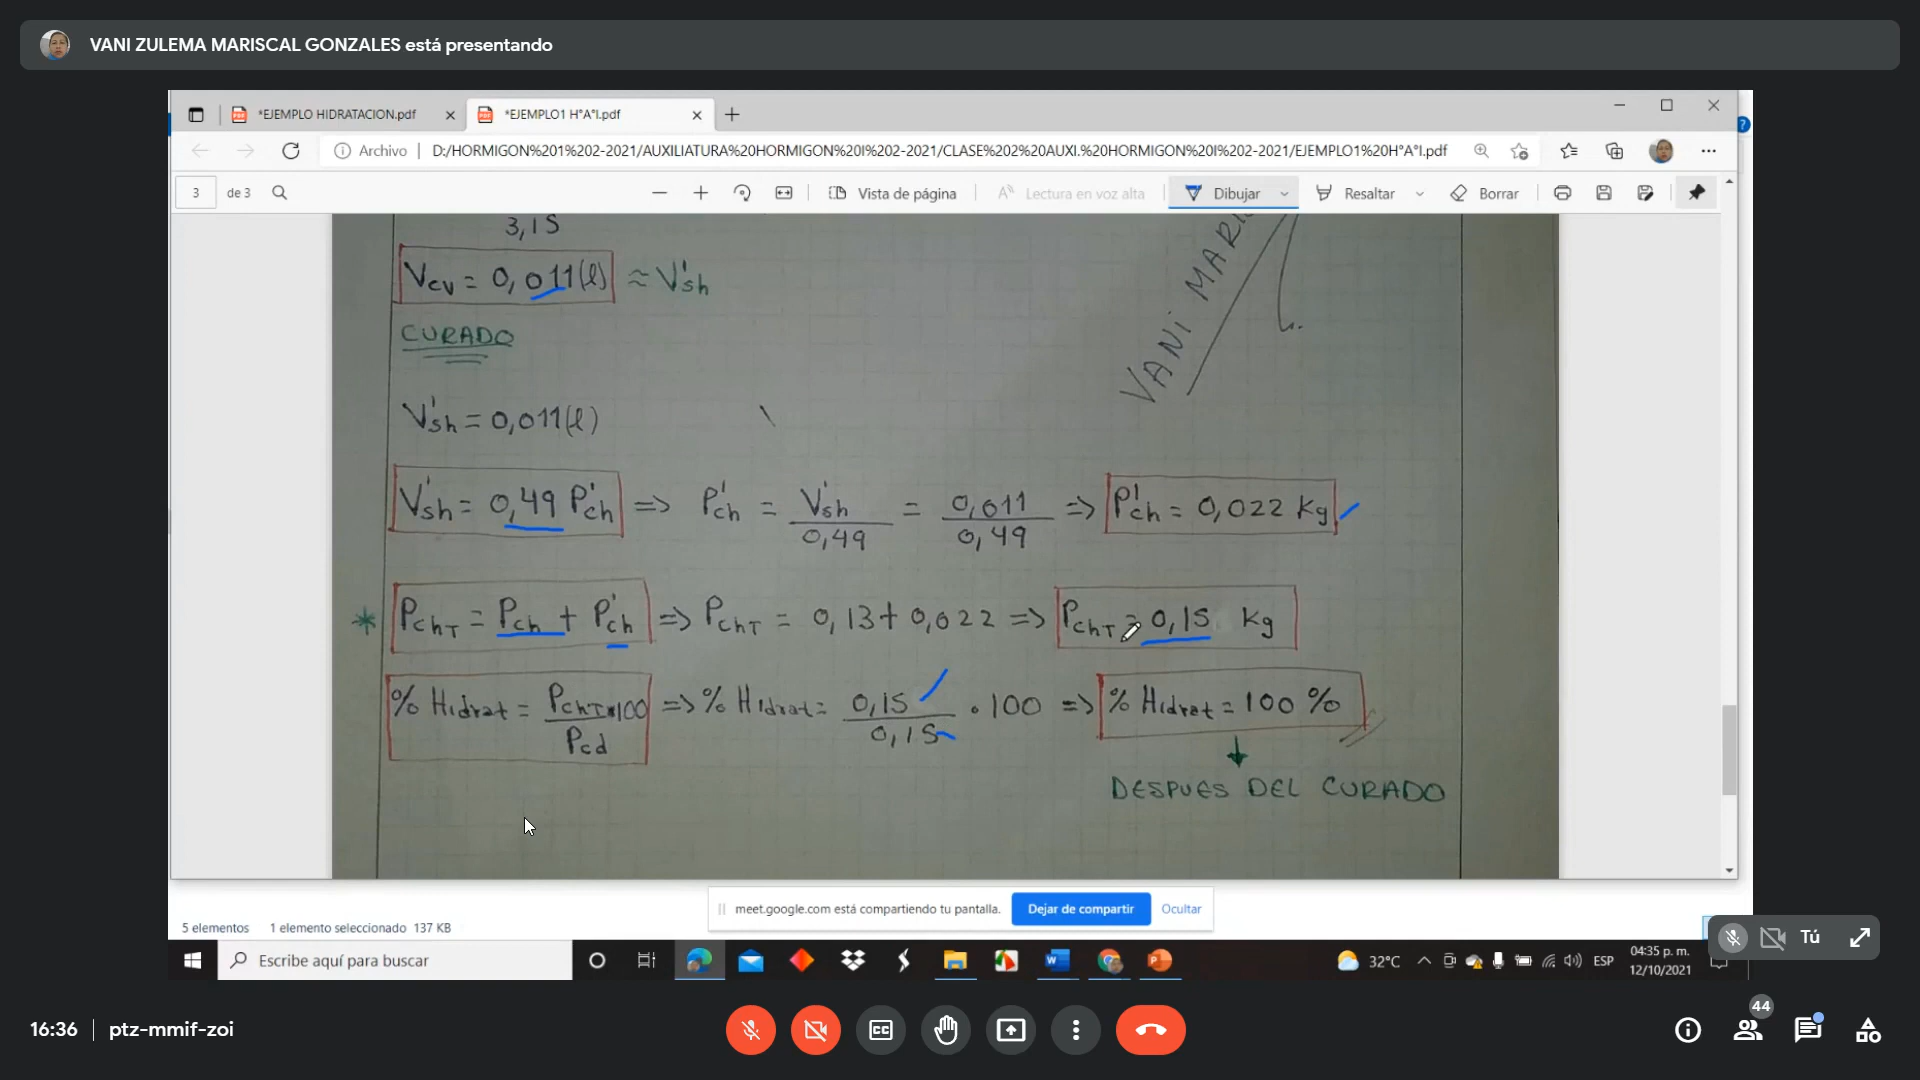 VANI ZULEMA MARISCAL GONZALES está presentando
*EJEMPLO HIDRATACION.pdf
*EJEMPLO1 H°A°I.pdf
Archivo
D:/HORMIGON%201%202-2021/AUXILIATURA%20HORMIGON%20I%202-2021/CLASE%202%20AUXI.%20HORMIGON%20I%202-2021/EJEMPLO1%20H°A°I.pdf
3 de 3
Vista de página
Lectura en voz alta
Dibujar
Resaltar
Borrar
3,15
Vcv = 0,011(l) ≈ V'sh
VANI MARI
CURADO
V'sh = 0,011(l)
V'sh = 0,49 P'ch => P'ch = V'sh/0,49 = 0,011/0,49 => P'ch = 0,022 Kg
* PchT = Pch + P'ch => PchT = 0,13 + 0,022 => PchT = 0,15 Kg
% Hidrat = PchT*100/Pcd => % Hidrat = 0,15/0,15 . 100 => % Hidrat = 100 %
DESPUES DEL CURADO
meet.google.com está compartiendo tu pantalla.
Dejar de compartir
Ocultar
5 elementos
1 elemento seleccionado 137 KB
Tú
Escribe aquí para buscar
32°C
ESP
04:35 p. m.
12/10/2021
16:36
ptz-mmif-zoi
44